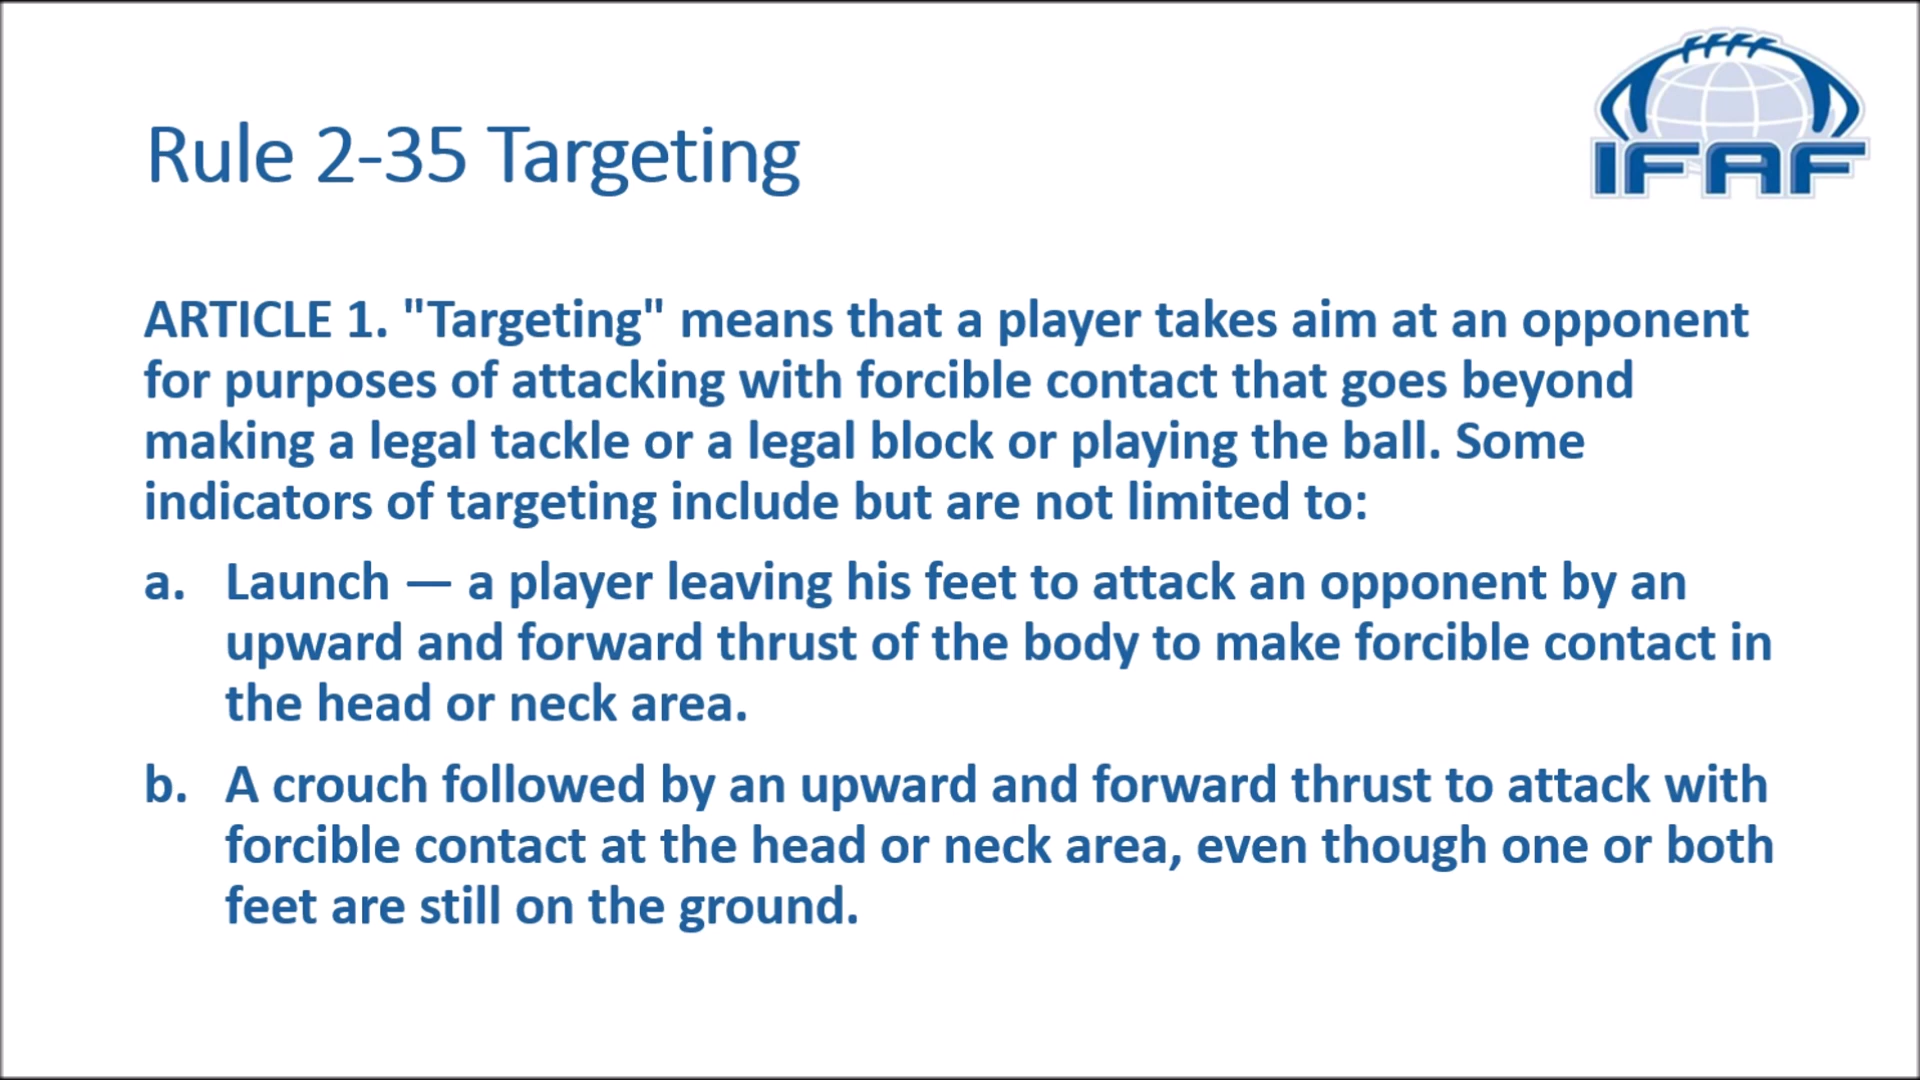 IFAF
Rule 2-35 Targeting
ARTICLE 1. "Targeting" means that a player takes aim at an opponent
for purposes of attacking with forcible contact that goes beyond
making a legal tackle or a legal block or playing the ball. Some
indicators of targeting include but are not limited to:
a. Launch — a player leaving his feet to attack an opponent by an
upward and forward thrust of the body to make forcible contact in
the head or neck area.
b. A crouch followed by an upward and forward thrust to attack with
forcible contact at the head or neck area, even though one or both
feet are still on the ground.